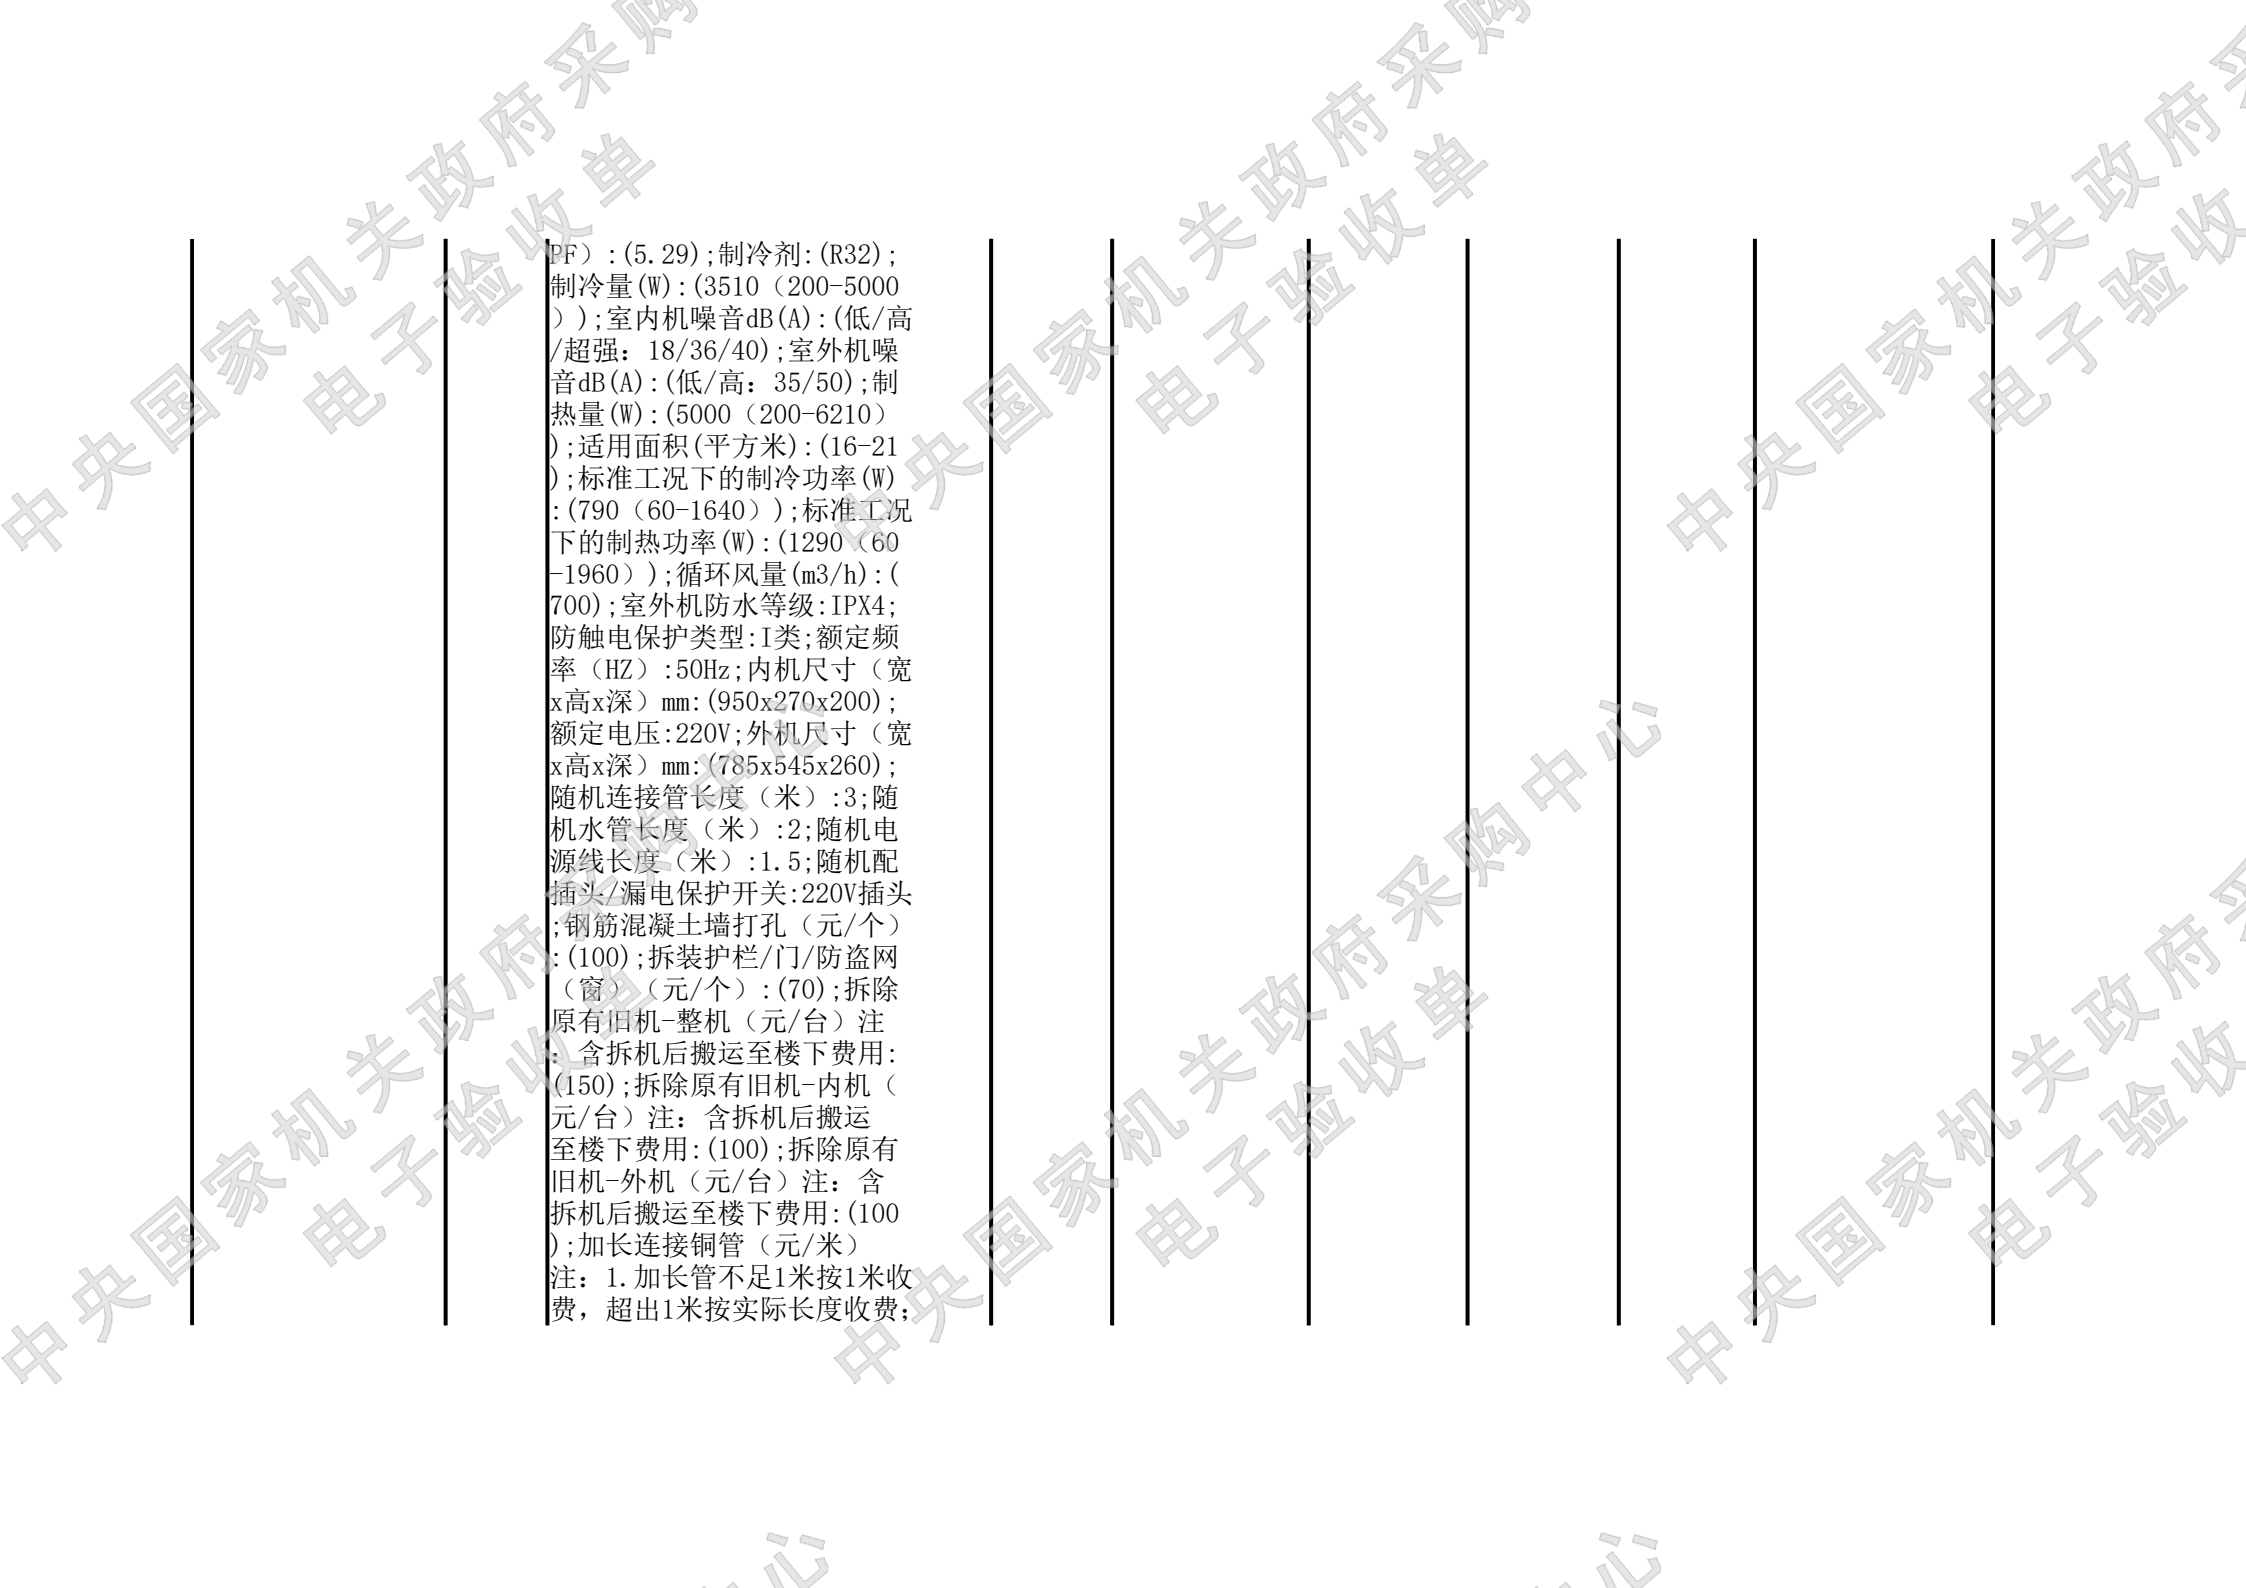 PF）:(5.29);制冷剂:(R32);
制冷量(W):(3510（200-5000
）);室内机噪音dB(A):(低/高
/超强：18/36/40);室外机噪
音dB(A):(低/高：35/50);制
热量(W):(5000（200-6210）
);适用面积(平方米):(16-21
);标准工况下的制冷功率(W)
:(790（60-1640）);标准工况
下的制热功率(W):(1290（60
-1960）);循环风量(m3/h):(
700);室外机防水等级:IPX4;
防触电保护类型:I类;额定频
率（HZ）:50Hz;内机尺寸（宽
x高x深）mm:(950x270x200);
额定电压:220V;外机尺寸（宽
x高x深）mm:(785x545x260);
随机连接管长度（米）:3;随
机水管长度（米）:2;随机电
源线长度（米）:1.5;随机配
插头/漏电保护开关:220V插头
;钢筋混凝土墙打孔（元/个）
:(100);拆装护栏/门/防盗网
（窗）（元/个）:(70);拆除
原有旧机-整机（元/台）注
：含拆机后搬运至楼下费用:
(150);拆除原有旧机-内机（
元/台）注：含拆机后搬运
至楼下费用:(100);拆除原有
旧机-外机（元/台）注：含
拆机后搬运至楼下费用:(100
);加长连接铜管（元/米）
注：1.加长管不足1米按1米收
费，超出1米按实际长度收费;
中央国家机关政府采购中心
电子验收单